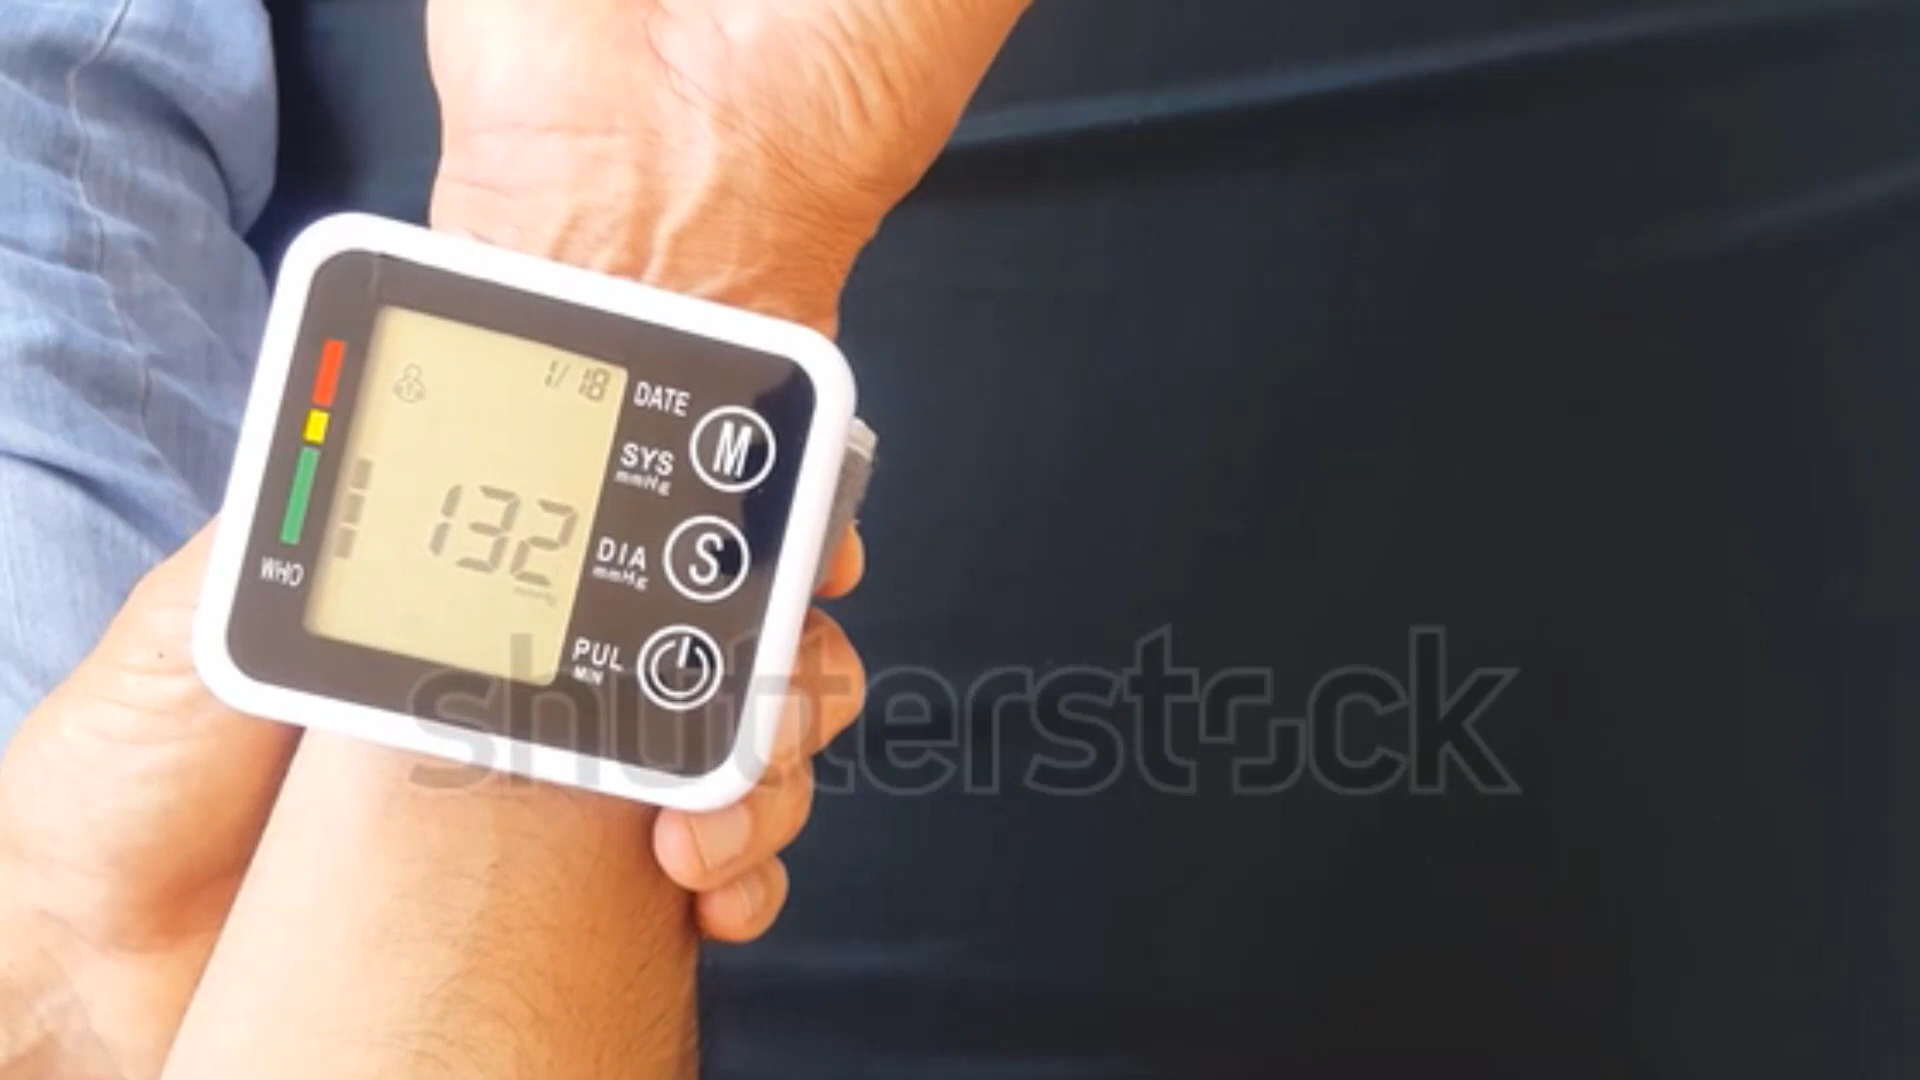 1/18
DATE
M
SYS
mmHg
132
DIA
mmHg
S
WHO
PUL
MIN
shutterstock